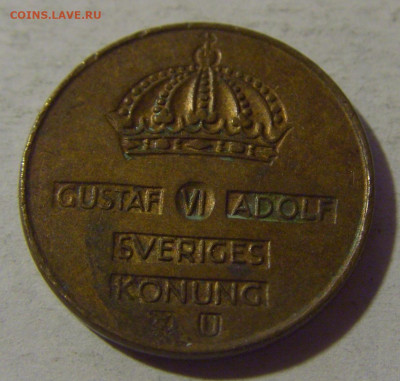 COINS.LAVE.RU
GUSTAF VI ADOLF
SVERIGES
KONUNG
U